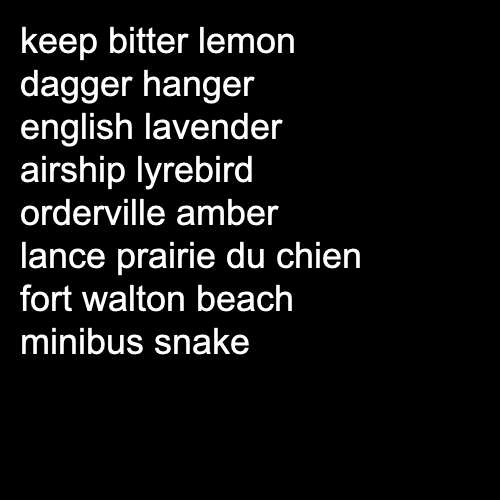 keep bitter lemon
dagger hanger
english lavender
airship lyrebird
orderville amber
lance prairie du chien
fort walton beach
minibus snake